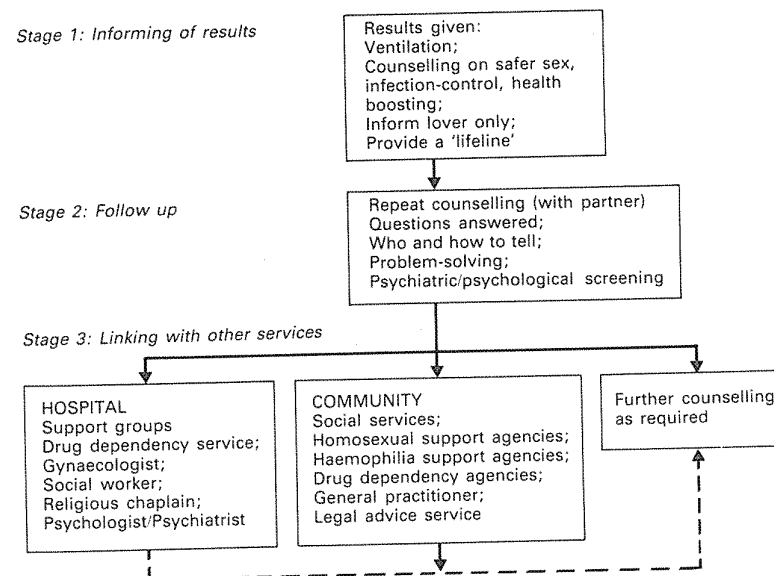 Stage 1: Informing of results
Results given:
Ventilation;
Counselling on safer sex,
infection-control, health
boosting;
Inform lover only;
Provide a 'lifeline'
Stage 2: Follow up
Repeat counselling (with partner)
Questions answered;
Who and how to tell;
Problem-solving;
Psychiatric/psychological screening
Stage 3: Linking with other services
HOSPITAL
Support groups
Drug dependency service;
Gynaecologist;
Social worker;
Religious chaplain;
Psychologist/Psychiatrist
COMMUNITY
Social services;
Homosexual support agencies;
Haemophilia support agencies;
Drug dependency agencies;
General practitioner;
Legal advice service
Further counselling
as required